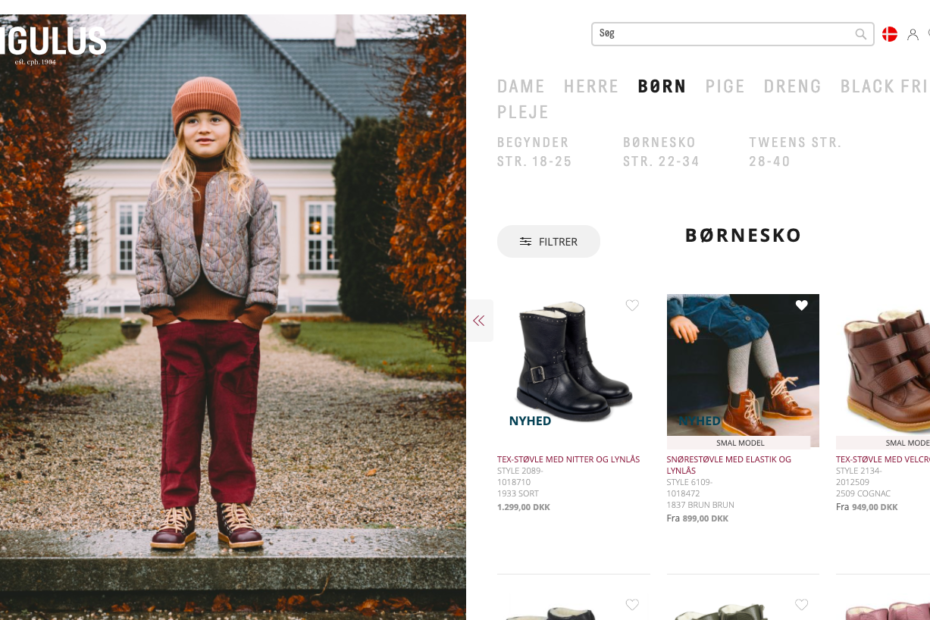 IGULUS
est. cph. 1904
Søg
DAME HERRE BØRN PIGE DRENG BLACK FRI
PLEJE
BEGYNDER
STR. 18-25
BØRNESKO
STR. 22-34
TWEENS STR.
28-40
FILTRER
BØRNESKO
NYHED
TEX-STØVLE MED NITTER OG LYNLÅS
STYLE 2089-
1018710
1933 SORT
1.299,00 DKK
NYHED
SMAL MODEL
SNØRESTØVLE MED ELASTIK OG
LYNLÅS
STYLE 6109-
1018472
1837 BRUN BRUN
Fra 899,00 DKK
SMAL MODE
TEX-STØVLE MED VELCR
STYLE 2134-
2012509
2509 COGNAC
Fra 949,00 DKK